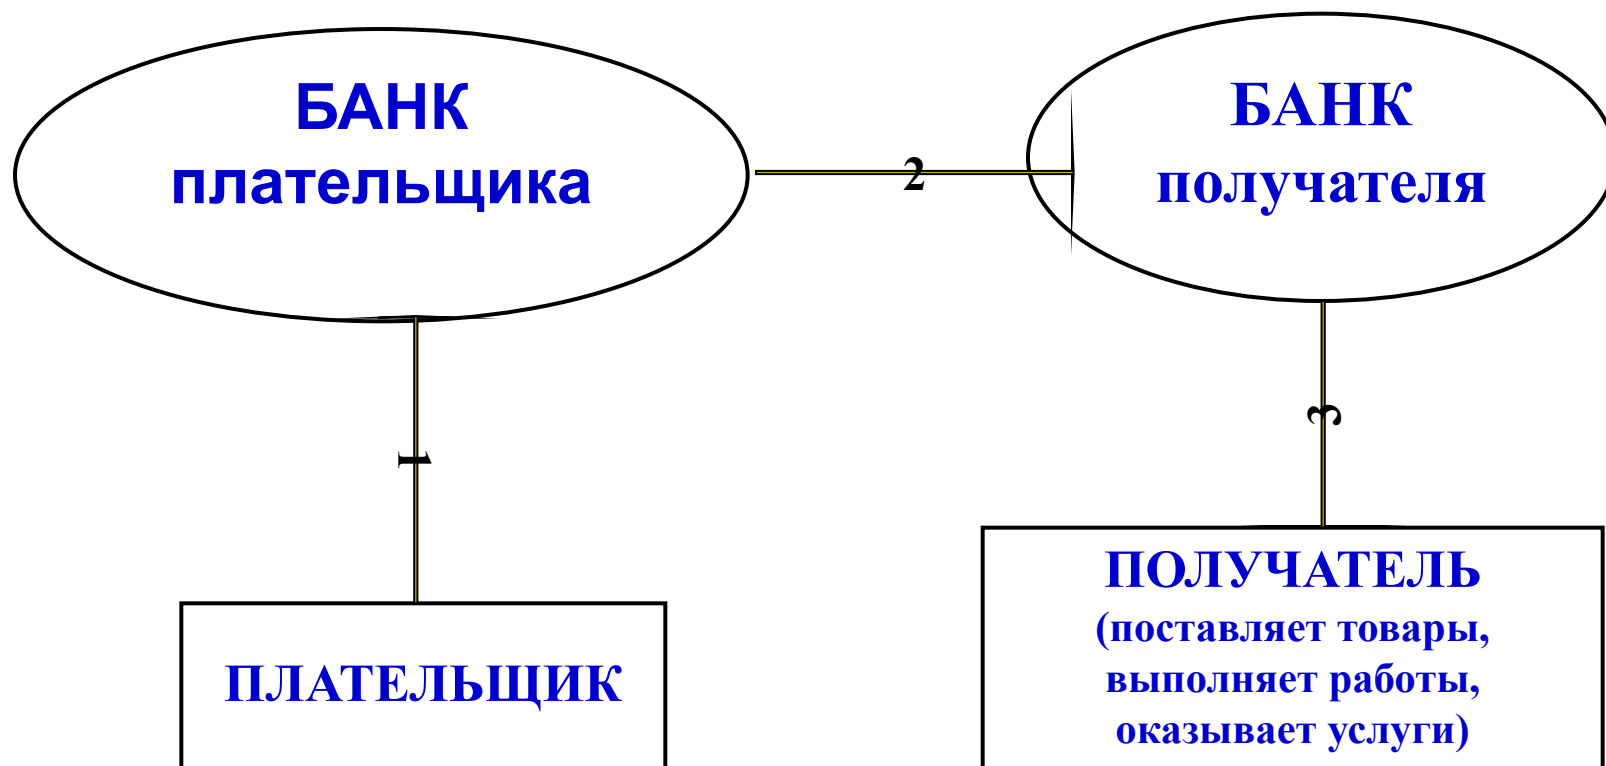 БАНК
плательщика
БАНК
получателя
2
1
3
ПЛАТЕЛЬЩИК
ПОЛУЧАТЕЛЬ
(поставляет товары,
выполняет работы,
оказывает услуги)